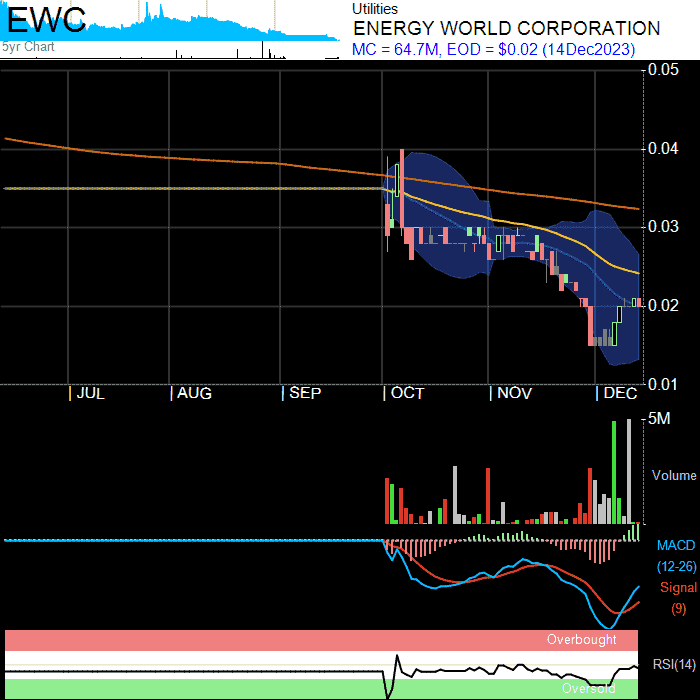 EWC
5yr Chart
Utilities
ENERGY WORLD CORPORATION
MC = 64.7M, EOD = $0.02 (14Dec2023)
0.05
0.04
0.03
0.02
0.01
| JUL | AUG | SEP | OCT | NOV | DEC
5M
Volume
MACD
(12-26)
Signal
(9)
Overbought
RSI(14)
Oversold